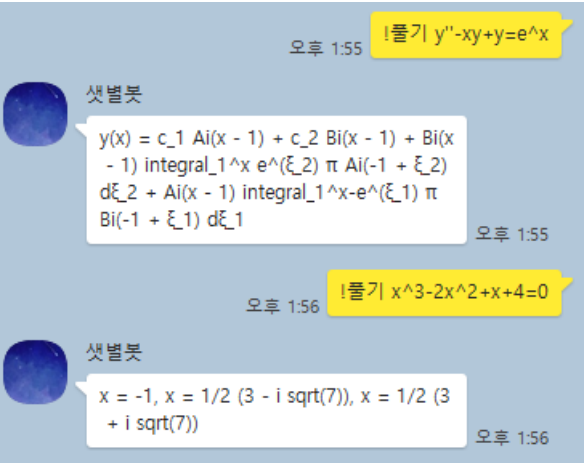 !풀기 y''-xy+y=e^x
오후 1:55
샛별봇
y(x) = c_1 Ai(x - 1) + c_2 Bi(x - 1) + Bi(x
- 1) integral_1^x e^(ξ_2) π Ai(-1 + ξ_2)
dξ_2 + Ai(x - 1) integral_1^x-e^(ξ_1) π
Bi(-1 + ξ_1) dξ_1
오후 1:55
!풀기 x^3-2x^2+x+4=0
오후 1:56
샛별봇
x = -1, x = 1/2 (3 - i sqrt(7)), x = 1/2 (3
+ i sqrt(7))
오후 1:56